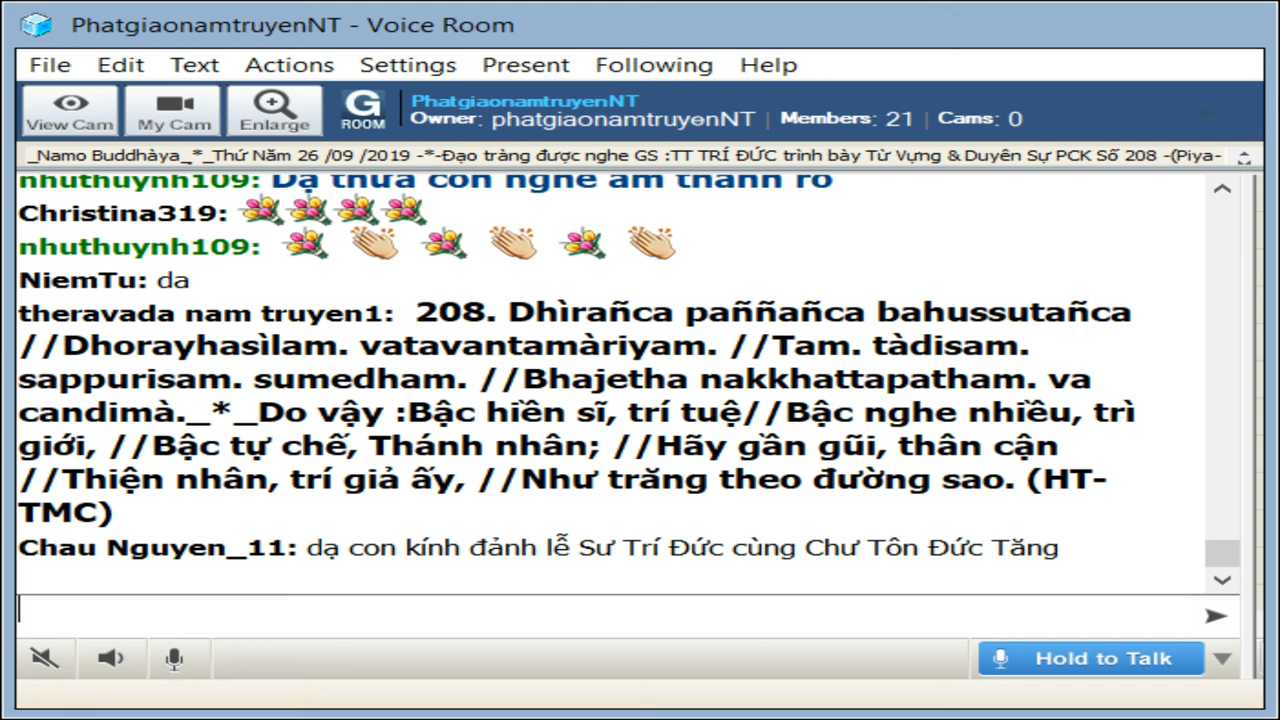 PhatgiaonamtruyenNT - Voice Room
File Edit Text Actions Settings Present Following Help
View Cam My Cam Enlarge G ROOM
PhatgiaonamtruyenNT
Owner: phatgiaonamtruyenNT | Members: 21 | Cams: 0
_Namo Buddhàya_*_Thứ Năm 26 /09 /2019 -*-Đạo tràng được nghe GS :TT TRÍ ĐỨC trình bày Từ Vựng & Duyên Sự PCK Số 208 -(Piya-
nhuthuynh109: Dạ thưa con nghe âm thanh rõ
Christina319:
nhuthuynh109:
NiemTu: da
theravada nam truyen1: 208. Dhìrañca paññañca bahussutañca
//Dhorayhasìlam. vatavantamàriyam. //Tam. tàdisam.
sappurisam. sumedham. //Bhajetha nakkhattapatham. va
candimà._*_Do vậy :Bậc hiền sĩ, trí tuệ//Bậc nghe nhiều, trì
giới, //Bậc tự chế, Thánh nhân; //Hãy gần gũi, thân cận
//Thiện nhân, trí giả ấy, //Như trăng theo đường sao. (HT-
TMC)
Chau Nguyen_11: dạ con kính đảnh lễ Sư Trí Đức cùng Chư Tôn Đức Tăng
Hold to Talk